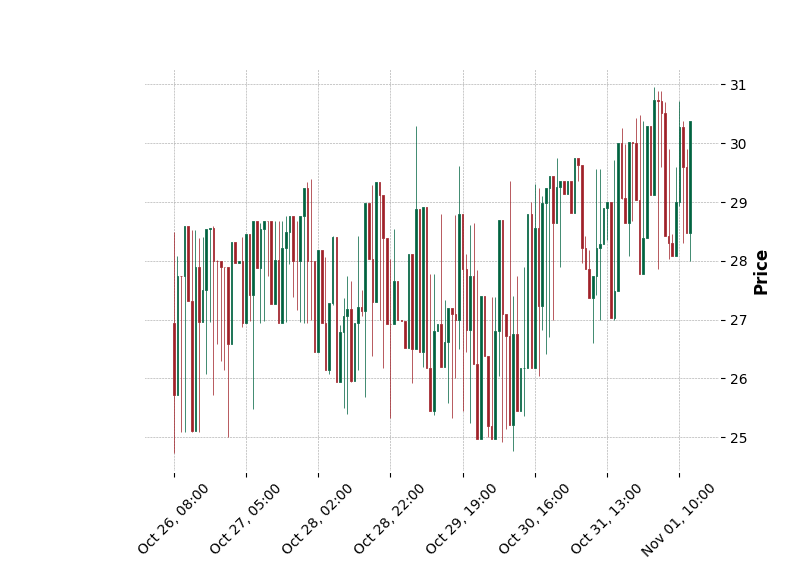 31
30
29
28
27
26
25
Price
Oct 26, 08:00
Oct 27, 05:00
Oct 28, 02:00
Oct 28, 22:00
Oct 29, 19:00
Oct 30, 16:00
Oct 31, 13:00
Nov 01, 10:00